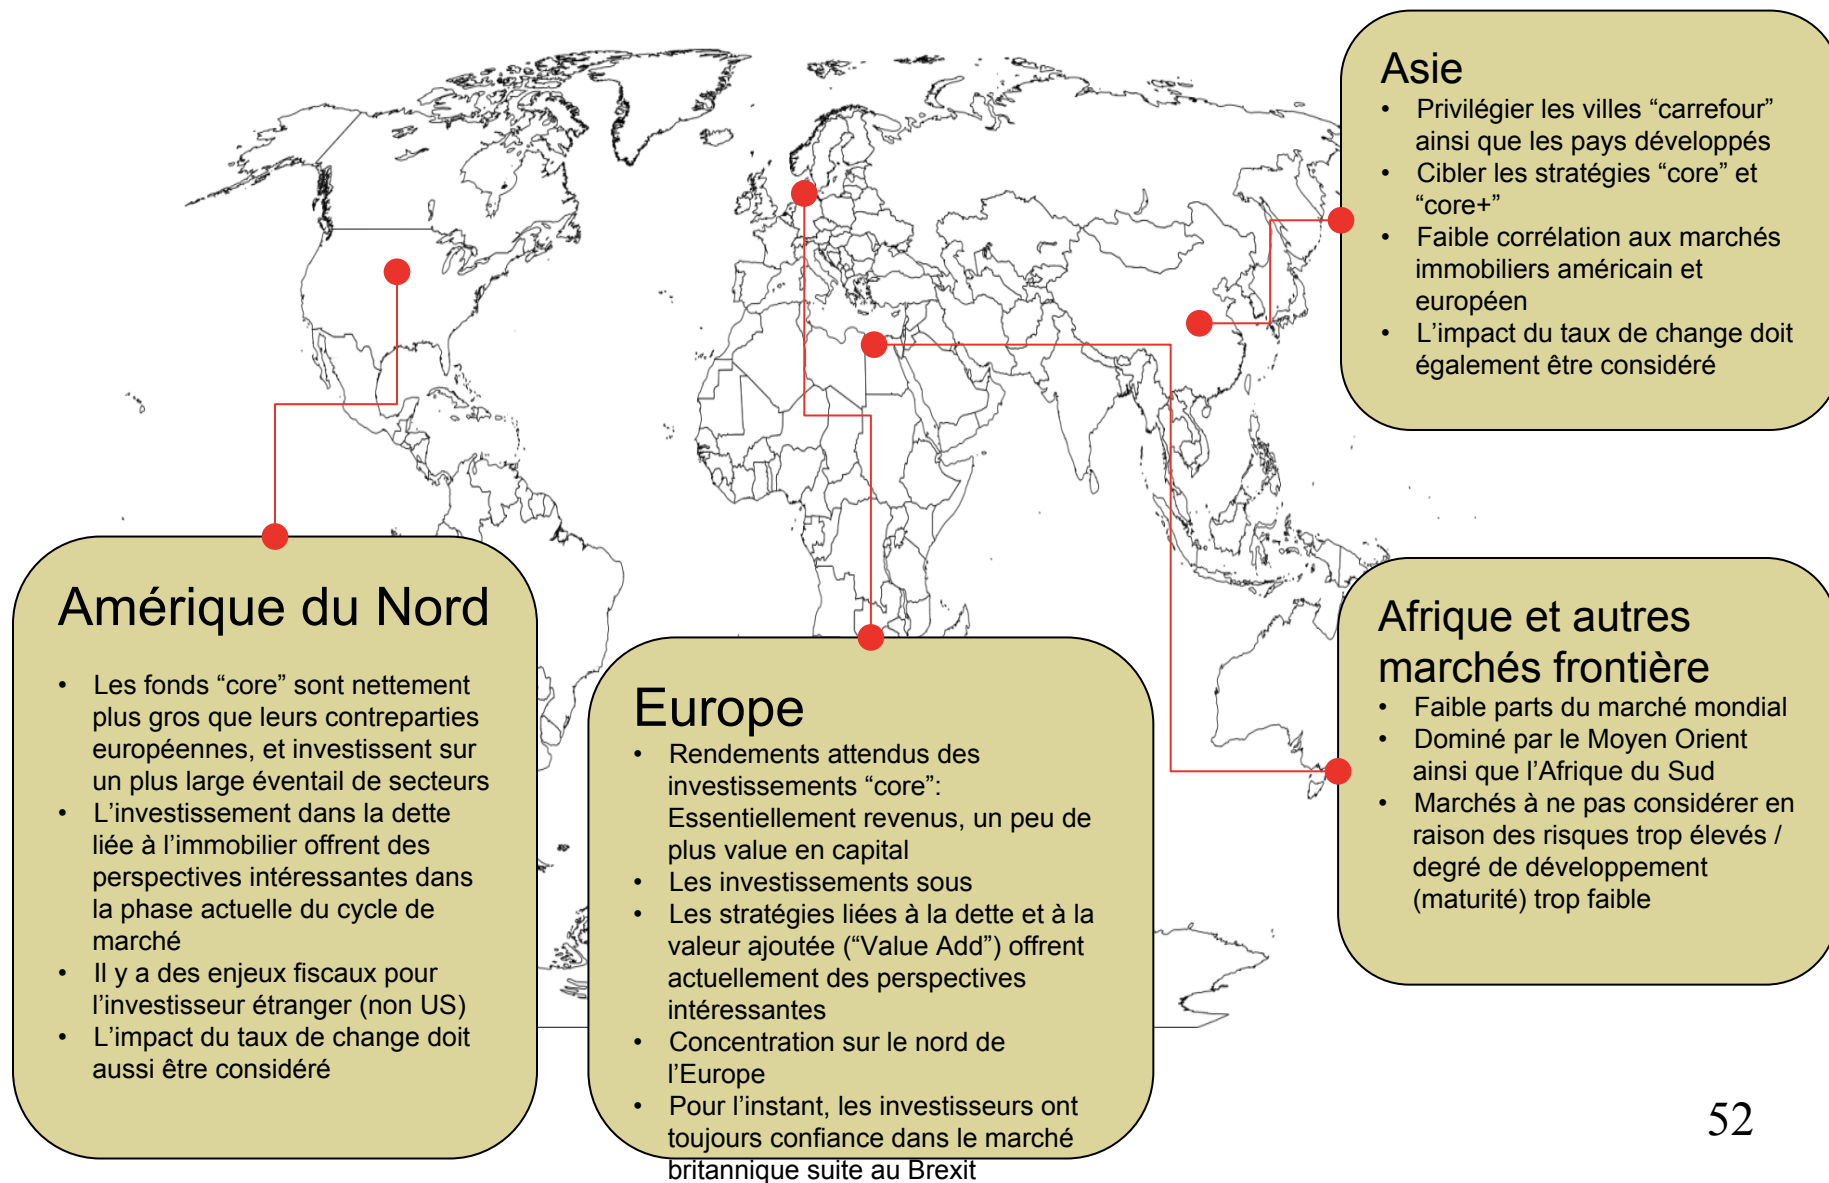 Asie
• Privilégier les villes “carrefour”
ainsi que les pays développés
• Cibler les stratégies “core” et
“core+”
• Faible corrélation aux marchés
immobiliers américain et
européen
• L’impact du taux de change doit
également être considéré
Amérique du Nord
• Les fonds “core” sont nettement
plus gros que leurs contreparties
européennes, et investissent sur
un plus large éventail de secteurs
• L’investissement dans la dette
liée à l’immobilier offrent des
perspectives intéressantes dans
la phase actuelle du cycle de
marché
• Il y a des enjeux fiscaux pour
l’investisseur étranger (non US)
• L’impact du taux de change doit
aussi être considéré
Europe
• Rendements attendus des
investissements “core”:
Essentiellement revenus, un peu de
plus value en capital
• Les investissements sous
• Les stratégies liées à la dette et à la
valeur ajoutée (“Value Add”) offrent
actuellement des perspectives
intéressantes
• Concentration sur le nord de
l’Europe
• Pour l’instant, les investisseurs ont
toujours confiance dans le marché
britannique suite au Brexit
Afrique et autres
marchés frontière
• Faible parts du marché mondial
• Dominé par le Moyen Orient
ainsi que l’Afrique du Sud
• Marchés à ne pas considérer en
raison des risques trop élevés /
degré de développement
(maturité) trop faible
52